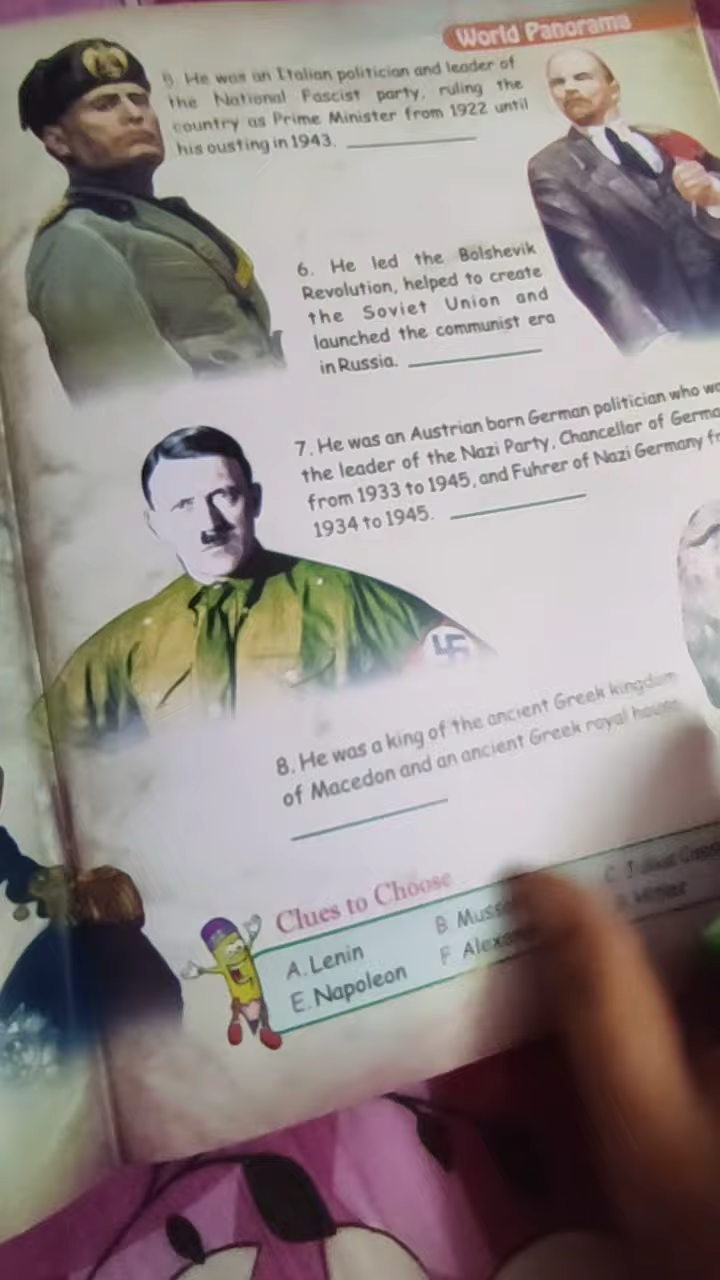 World Panorama
5. He was an Italian politician and leader of
the National Fascist party, ruling the
country as Prime Minister from 1922 until
his ousting in 1943.
6. He led the Bolshevik
Revolution, helped to create
the Soviet Union and
launched the communist era
in Russia.
7. He was an Austrian born German politician who
the leader of the Nazi Party, Chancellor of
from 1933 to 1945, and Fuhrer of Nazi Germany
1934 to 1945.
8. He was a king of the ancient Greek kingdom
of Macedon and an ancient Greek royal house
Clues to Choose
A. Lenin
B.
C. Julius
E. Napoleon
F.
Hitler